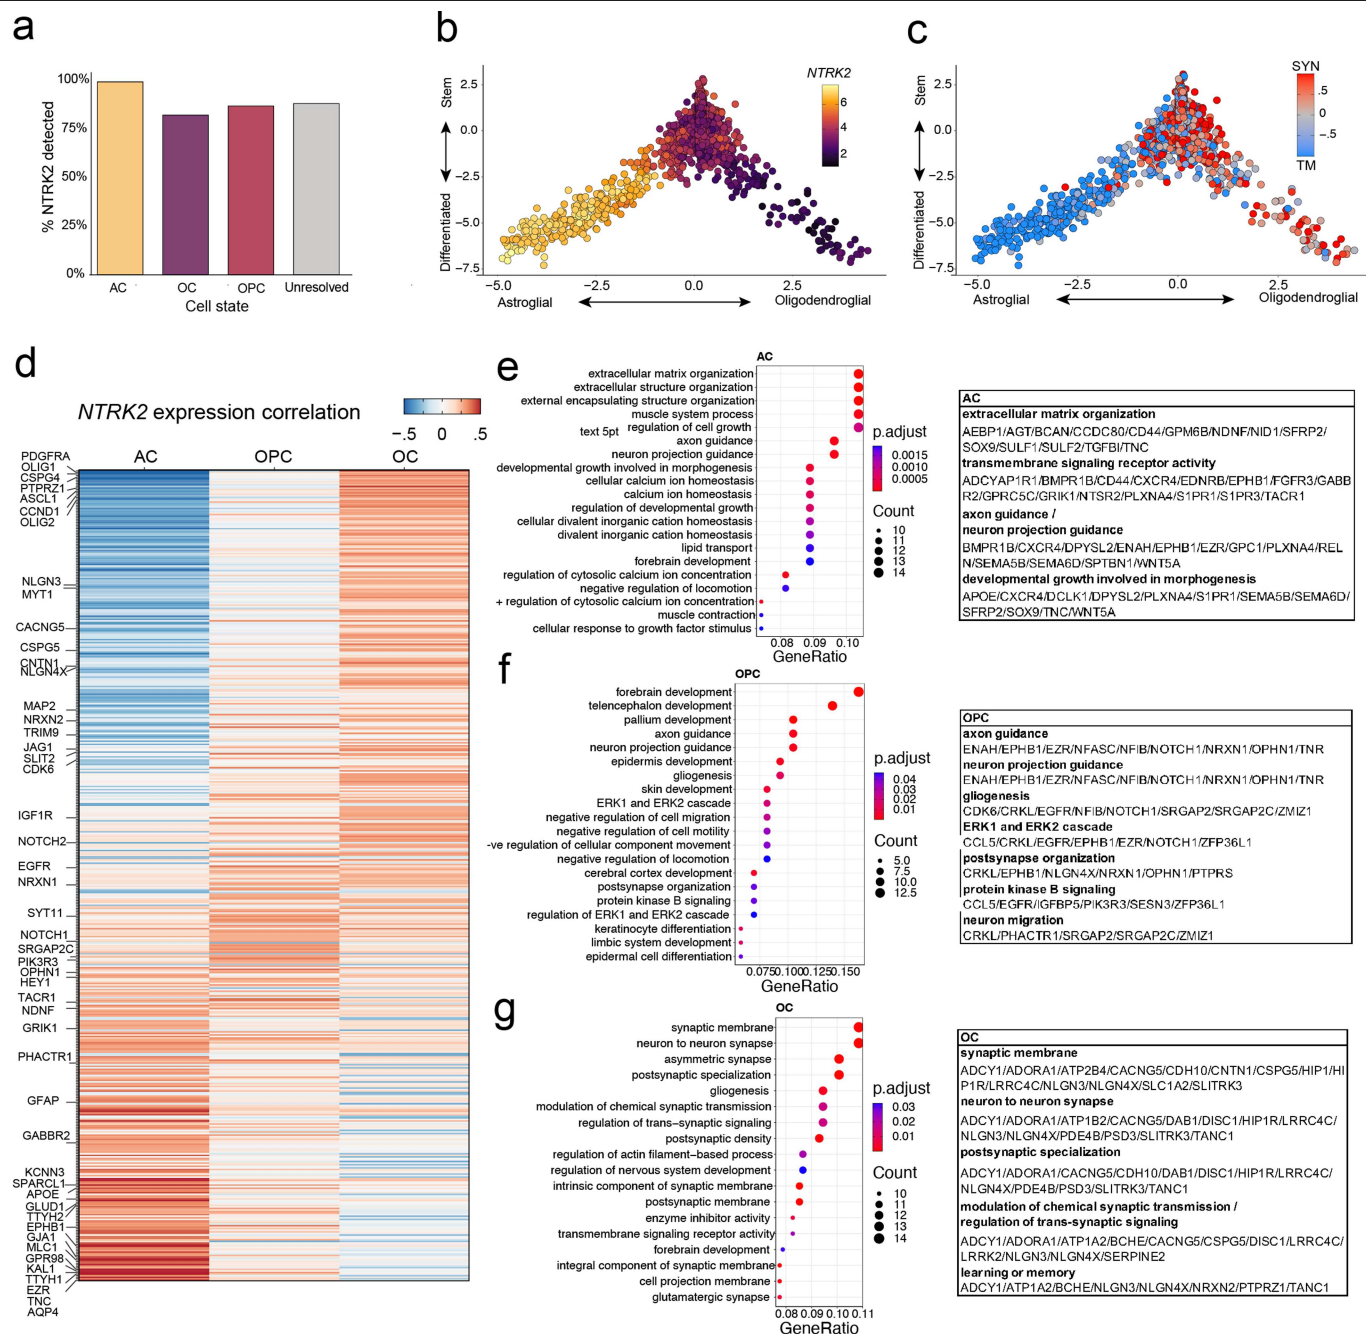 a
100%
75%
50%
25%
0%
% NTRK2 detected
AC
OC
OPC
Unresolved
Cell state
b
NTRK2
6
4
2
Stem
Differentiated
2.5
0.0
−2.5
−5.0
−7.5
−5.0
−2.5
0.0
2.5
Astroglial
Oligodendroglial
c
SYN
.5
0
−.5
TM
Stem
Differentiated
2.5
0.0
−2.5
−5.0
−7.5
−5.0
−2.5
0.0
2.5
Astroglial
Oligodendroglial
d
NTRK2 expression correlation
−.5 0 .5
AC OPC OC
PDGFRA
OLIG1
CSPG4
PTPRZ1
ASCL1
CCND1
OLIG2
NLGN3
MYT1
CACNG5
CSPG5
CNTN1
NLGN4X
MAP2
NRXN2
TRIM9
JAG1
SLIT2
CDK6
IGF1R
NOTCH2
EGFR
NRXN1
SYT11
NOTCH1
SRGAP2C
PIK3R3
OPHN1
HEY1
TACR1
NDNF
GRIK1
PHACTR1
GFAP
GABBR2
KCNN3
SPARCL1
APOE
GLUD1
TTYH2
EPHB1
GJA1
MLC1
GPR98
KAL1
TTYH1
EZR
TNC
AQP4
e
AC
extracellular matrix organization
extracellular structure organization
external encapsulating structure organization
muscle system process
text 5pt
regulation of cell growth
axon guidance
neuron projection guidance
developmental growth involved in morphogenesis
cellular calcium ion homeostasis
calcium ion homeostasis
regulation of developmental growth
cellular divalent inorganic cation homeostasis
divalent inorganic cation homeostasis
lipid transport
forebrain development
regulation of cytosolic calcium ion concentration
negative regulation of locomotion
+ regulation of cytosolic calcium ion concentration
muscle contraction
cellular response to growth factor stimulus
0.08 0.09 0.10
GeneRatio
p.adjust
0.0015
0.0010
0.0005
Count
10
11
12
13
14
AC
extracellular matrix organization
AEBP1/AGT/BCAN/CCDC80/CD44/GPM6B/NDNF/NID1/SFRP2/
SOX9/SULF1/SULF2/TGFBI/TNC
transmembrane signaling receptor activity
ADCYAP1R1/BMPR1B/CD44/CXCR4/EDNRB/EPHB1/FGFR3/GABB
R2/GPRC5C/GRIK1/NTSR2/PLXNA4/S1PR1/S1PR3/TACR1
axon guidance /
neuron projection guidance
BMPR1B/CXCR4/DPYSL2/ENAH/EPHB1/EZR/GPC1/PLXNA4/REL
N/SEMA5B/SEMA6D/SPTBN1/WNT5A
developmental growth involved in morphogenesis
APOE/CXCR4/DCLK1/DPYSL2/PLXNA4/S1PR1/SEMA5B/SEMA6D/
SFRP2/SOX9/TNC/WNT5A
f
OPC
forebrain development
telencephalon development
pallium development
axon guidance
neuron projection guidance
epidermis development
gliogenesis
skin development
ERK1 and ERK2 cascade
negative regulation of cell migration
negative regulation of cell motility
-ve regulation of cellular component movement
negative regulation of locomotion
cerebral cortex development
postsynapse organization
protein kinase B signaling
regulation of ERK1 and ERK2 cascade
keratinocyte differentiation
limbic system development
epidermal cell differentiation
0.075 0.100 0.125 0.150
GeneRatio
p.adjust
0.04
0.03
0.02
0.01
Count
5.0
7.5
10.0
12.5
OPC
axon guidance
ENAH/EPHB1/EZR/NFASC/NFIB/NOTCH1/NRXN1/OPHN1/TNR
neuron projection guidance
ENAH/EPHB1/EZR/NFASC/NFIB/NOTCH1/NRXN1/OPHN1/TNR
gliogenesis
CDK6/CRKL/EGFR/NFIB/NOTCH1/SRGAP2/SRGAP2C/ZMIZ1
ERK1 and ERK2 cascade
CCL5/CRKL/EGFR/EPHB1/EZR/NOTCH1/ZFP36L1
postsynapse organization
CRKL/EPHB1/NLGN4X/NRXN1/OPHN1/PTPRS
protein kinase B signaling
CCL5/EGFR/IGFBP5/PIK3R3/SESN3/ZFP36L1
neuron migration
CRKL/PHACTR1/SRGAP2/SRGAP2C/ZMIZ1
g
OC
synaptic membrane
neuron to neuron synapse
asymmetric synapse
postsynaptic specialization
gliogenesis
modulation of chemical synaptic transmission
regulation of trans−synaptic signaling
postsynaptic density
regulation of actin filament−based process
regulation of nervous system development
intrinsic component of synaptic membrane
postsynaptic membrane
enzyme inhibitor activity
transmembrane signaling receptor activity
forebrain development
integral component of synaptic membrane
cell projection membrane
glutamatergic synapse
0.08 0.09 0.10 0.11
GeneRatio
p.adjust
0.03
0.02
0.01
Count
10
11
12
13
14
OC
synaptic membrane
ADCY1/ADORA1/ATP2B4/CACNG5/CDH10/CNTN1/CSPG5/HIP1/HI
P1R/LRRC4C/NLGN3/NLGN4X/SLC1A2/SLITRK3
neuron to neuron synapse
ADCY1/ADORA1/ATP1B2/CACNG5/DAB1/DISC1/HIP1R/LRRC4C/
NLGN3/NLGN4X/PDE4B/PSD3/SLITRK3/TANC1
postsynaptic specialization
ADCY1/ADORA1/CACNG5/CDH10/DAB1/DISC1/HIP1R/LRRC4C/
NLGN4X/PDE4B/PSD3/SLITRK3/TANC1
modulation of chemical synaptic transmission /
regulation of trans-synaptic signaling
ADCY1/ADORA1/ATP1A2/BCHE/CACNG5/CSPG5/DISC1/LRRC4C/
LRRK2/NLGN3/NLGN4X/SERPINE2
learning or memory
ADCY1/ATP1A2/BCHE/NLGN3/NLGN4X/NRXN2/PTPRZ1/TANC1